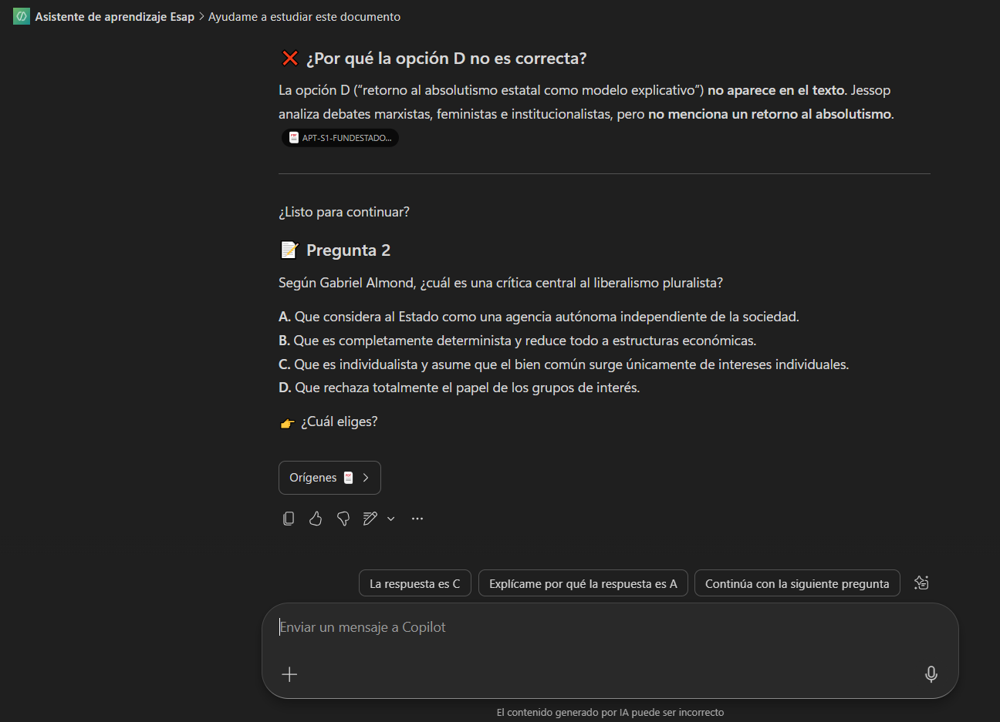 Asistente de aprendizaje Esap > Ayudame a estudiar este documento
❌ ¿Por qué la opción D no es correcta?
La opción D (“retorno al absolutismo estatal como modelo explicativo”) no aparece en el texto. Jessop
analiza debates marxistas, feministas e institucionalistas, pero no menciona un retorno al absolutismo.
APT-S1-FUNDESTADO...
¿Listo para continuar?
📝 Pregunta 2
Según Gabriel Almond, ¿cuál es una crítica central al liberalismo pluralista?
A. Que considera al Estado como una agencia autónoma independiente de la sociedad.
B. Que es completamente determinista y reduce todo a estructuras económicas.
C. Que es individualista y asume que el bien común surge únicamente de intereses individuales.
D. Que rechaza totalmente el papel de los grupos de interés.
👉 ¿Cuál eliges?
Orígenes
La respuesta es C
Explícame por qué la respuesta es A
Continúa con la siguiente pregunta
Enviar un mensaje a Copilot
El contenido generado por IA puede ser incorrecto